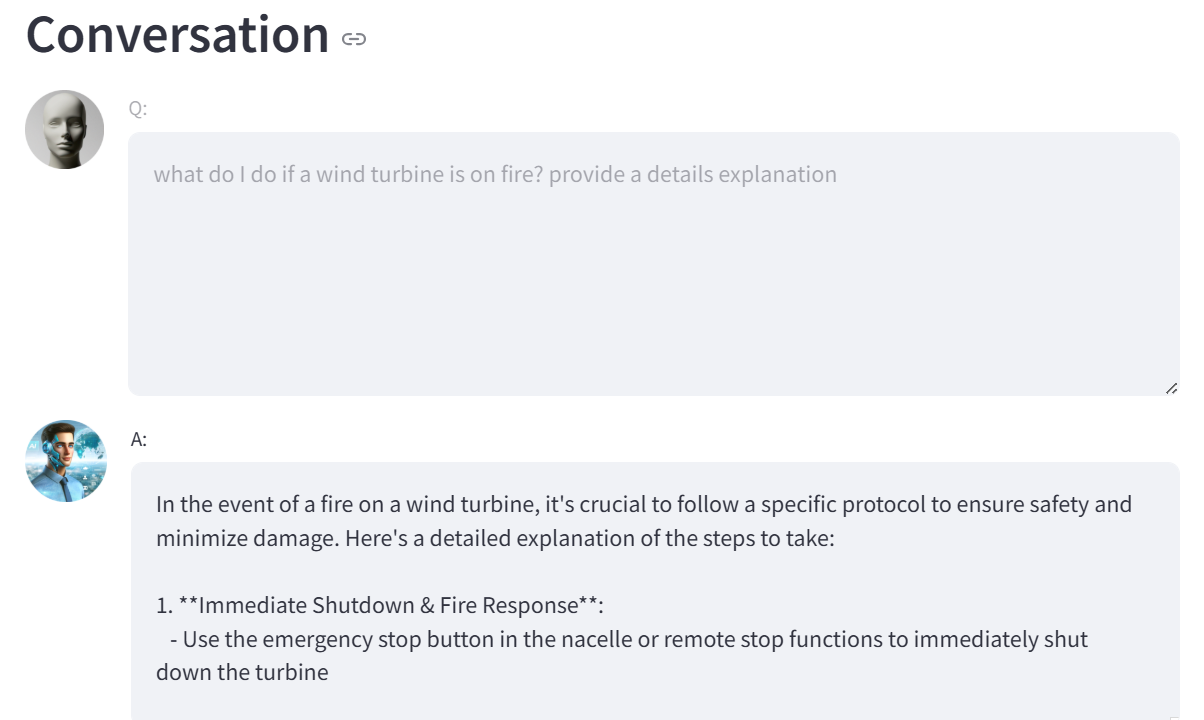 Conversation
Q:
what do I do if a wind turbine is on fire? provide a details explanation
A:
In the event of a fire on a wind turbine, it's crucial to follow a specific protocol to ensure safety and
minimize damage. Here's a detailed explanation of the steps to take:
1. **Immediate Shutdown & Fire Response**:
- Use the emergency stop button in the nacelle or remote stop functions to immediately shut
down the turbine